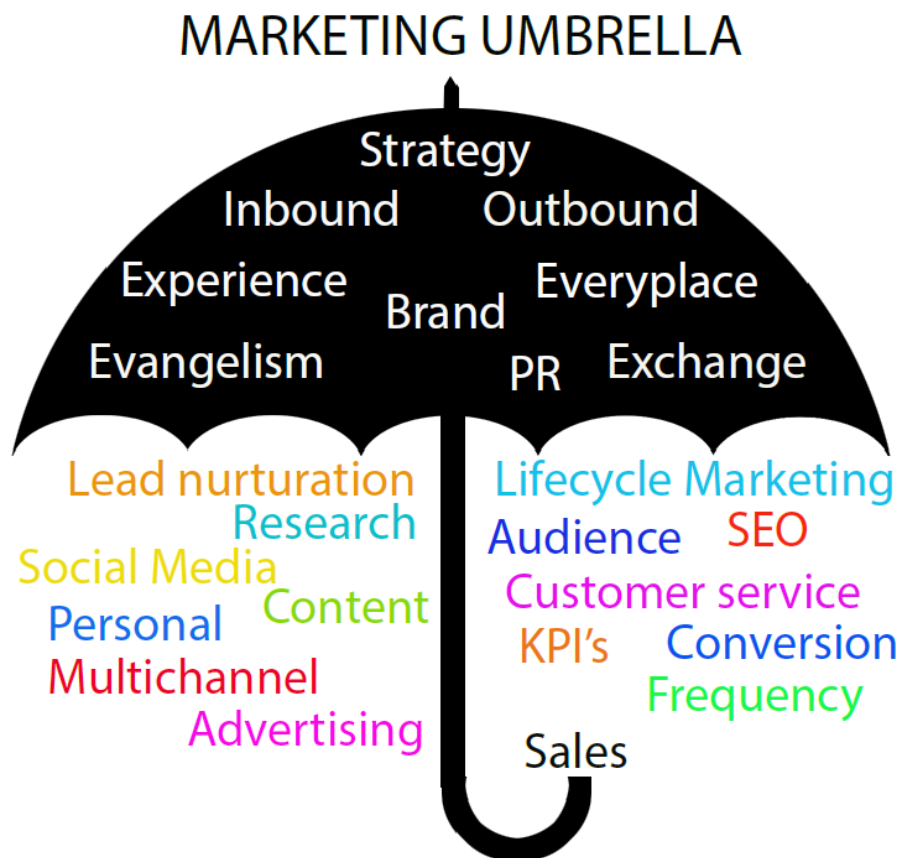 MARKETING UMBRELLA
Strategy
Inbound Outbound
Experience Everyplace
Brand
Evangelism PR Exchange
Lead nurturation
Research
Social Media
Content
Personal
Multichannel
Advertising
Lifecycle Marketing
Audience SEO
Customer service
KPI's Conversion
Frequency
Sales